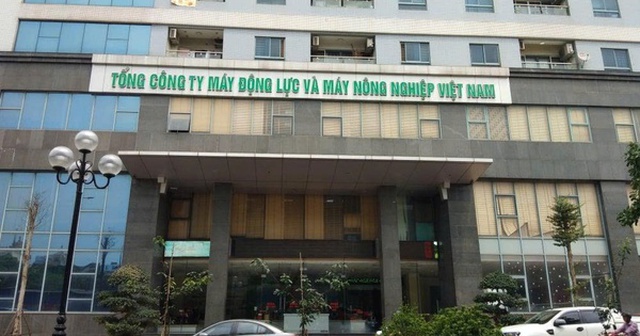 TỔNG CÔNG TY MÁY ĐỘNG LỰC VÀ MÁY NÔNG NGHIỆP VIỆT NAM